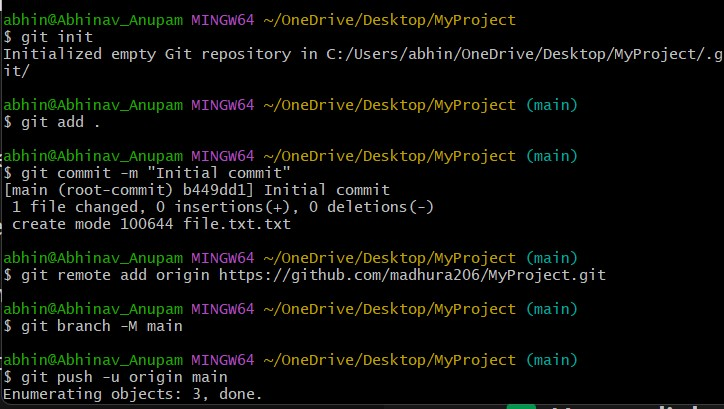 abhin@Abhinav_Anupam MINGW64 ~/OneDrive/Desktop/MyProject
$ git init
Initialized empty Git repository in C:/Users/abhin/OneDrive/Desktop/MyProject/.g
it/
abhin@Abhinav_Anupam MINGW64 ~/OneDrive/Desktop/MyProject (main)
$ git add .
abhin@Abhinav_Anupam MINGW64 ~/OneDrive/Desktop/MyProject (main)
$ git commit -m "Initial commit"
[main (root-commit) b449dd1] Initial commit
 1 file changed, 0 insertions(+), 0 deletions(-)
 create mode 100644 file.txt.txt
abhin@Abhinav_Anupam MINGW64 ~/OneDrive/Desktop/MyProject (main)
$ git remote add origin https://github.com/madhura206/MyProject.git
abhin@Abhinav_Anupam MINGW64 ~/OneDrive/Desktop/MyProject (main)
$ git branch -M main
abhin@Abhinav_Anupam MINGW64 ~/OneDrive/Desktop/MyProject (main)
$ git push -u origin main
Enumerating objects: 3, done.